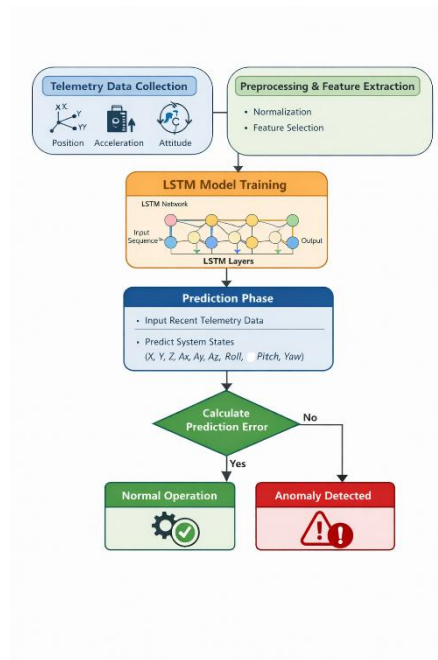 Telemetry Data Collection
X X
Y
YY
Position
Acceleration
C
Attitude
Preprocessing & Feature Extraction
• Normalization
• Feature Selection
LSTM Model Training
LSTM Network
Input
Sequence
Output
LSTM Layers
Prediction Phase
• Input Recent Telemetry Data
• Predict System States
(X, Y, Z, Ax, Ay, Az, Roll, Pitch, Yaw)
Calculate
Prediction Error
No
Yes
Normal Operation
Anomaly Detected